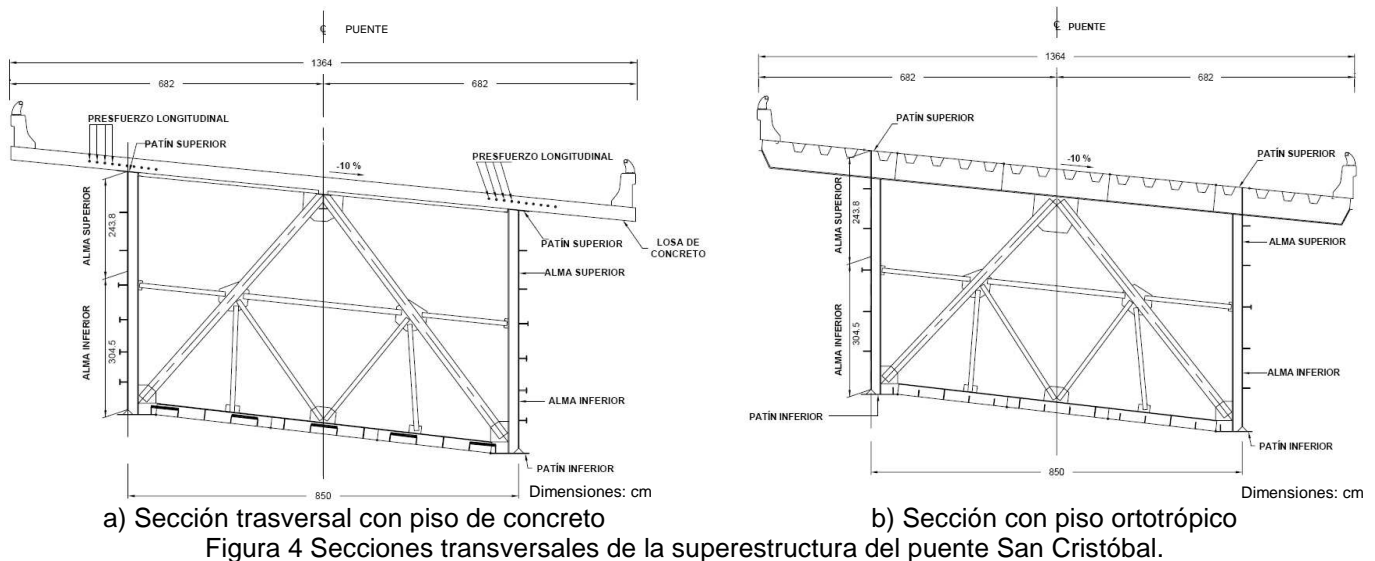 ℄ PUENTE
1364
682
682
PRESFUERZO LONGITUDINAL
PATÍN SUPERIOR
-10 %
PRESFUERZO LONGITUDINAL
ALMA SUPERIOR
243.8
PATÍN SUPERIOR
LOSA DE
CONCRETO
ALMA SUPERIOR
ALMA INFERIOR
304.5
ALMA INFERIOR
PATÍN INFERIOR
850
Dimensiones: cm
a) Sección trasversal con piso de concreto
℄ PUENTE
1364
682
682
PATÍN SUPERIOR
-10 %
PATÍN SUPERIOR
ALMA SUPERIOR
243.8
ALMA SUPERIOR
ALMA INFERIOR
304.5
ALMA INFERIOR
PATÍN INFERIOR
PATÍN INFERIOR
850
Dimensiones: cm
b) Sección con piso ortotrópico
Figura 4 Secciones transversales de la superestructura del puente San Cristóbal.